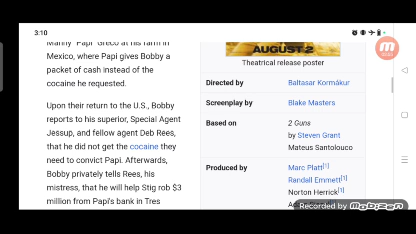 3:10
Manny "Papi" Greco at his farm in
Mexico, where Papi gives Bobby a
packet of cash instead of the
cocaine he requested.
Upon their return to the U.S., Bobby
reports to his superior, Special Agent
Jessup, and fellow agent Deb Rees,
that he did not get the cocaine they
need to convict Papi. Afterwards,
Bobby privately tells Rees, his
mistress, that he will help Stig rob $3
million from Papi's bank in Tres
AUGUST 2
Theatrical release poster
Directed by Baltasar Kormákur
Screenplay by Blake Masters
Based on 2 Guns
by Steven Grant
Mateus Santolouco
Produced by Marc Platt[1]
Randall Emmett[1]
Norton Herrick[1]
Recorded by Mobizen